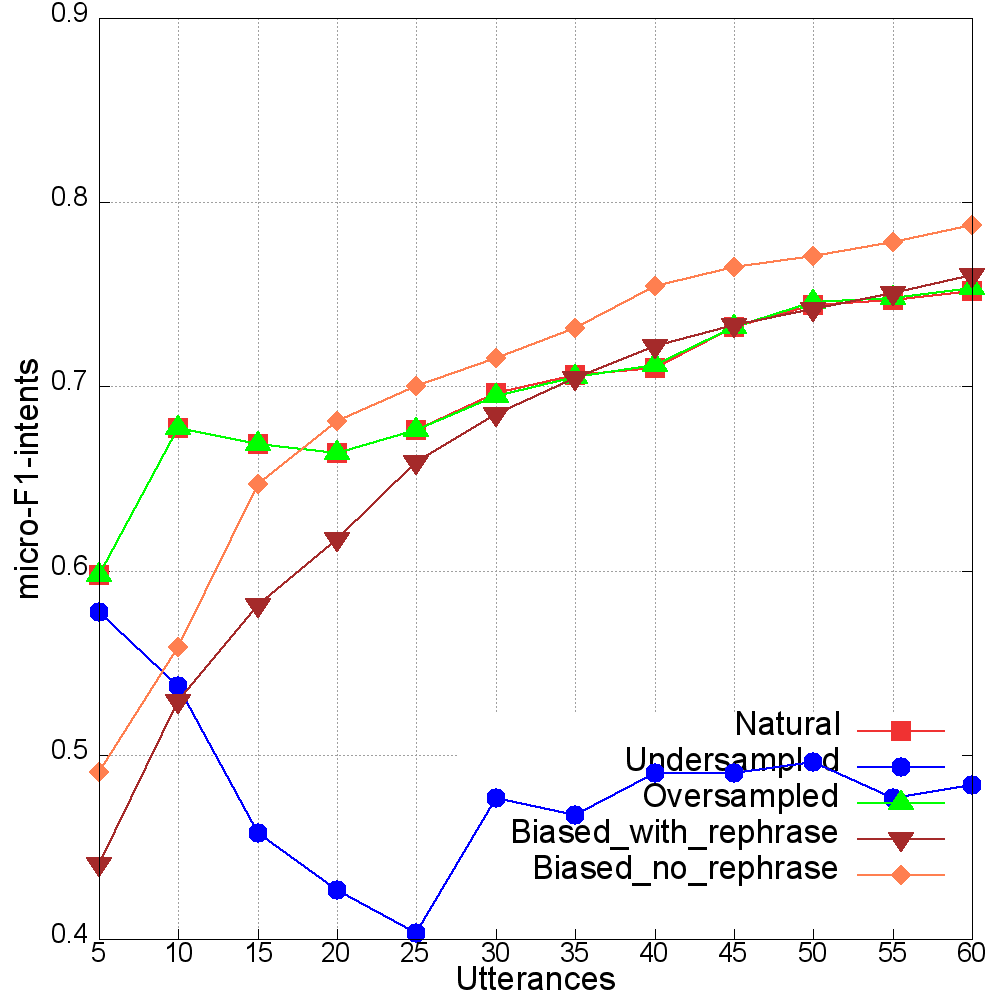 0.9
0.8
0.7
0.6
0.5
0.4
micro-F1-intents
Natural
Undersampled
Oversampled
Biased_with_rephrase
Biased_no_rephrase
5 10 15 20 25 30 35 40 45 50 55 60
Utterances